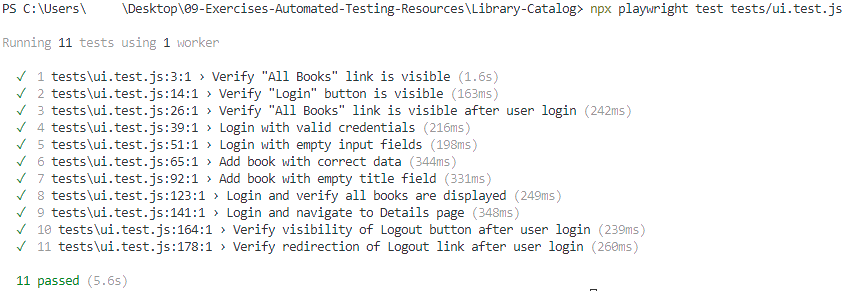 PS C:\Users\      \Desktop\09-Exercises-Automated-Testing-Resources\Library-Catalog> npx playwright test tests/ui.test.js
Running 11 tests using 1 worker
✓ 1 tests\ui.test.js:3:1 › Verify "All Books" link is visible (1.6s)
✓ 2 tests\ui.test.js:14:1 › Verify "Login" button is visible (163ms)
✓ 3 tests\ui.test.js:26:1 › Verify "All Books" link is visible after user login (242ms)
✓ 4 tests\ui.test.js:39:1 › Login with valid credentials (216ms)
✓ 5 tests\ui.test.js:51:1 › Login with empty input fields (198ms)
✓ 6 tests\ui.test.js:65:1 › Add book with correct data (344ms)
✓ 7 tests\ui.test.js:92:1 › Add book with empty title field (331ms)
✓ 8 tests\ui.test.js:123:1 › Login and verify all books are displayed (249ms)
✓ 9 tests\ui.test.js:141:1 › Login and navigate to Details page (348ms)
✓ 10 tests\ui.test.js:164:1 › Verify visibility of Logout button after user login (239ms)
✓ 11 tests\ui.test.js:178:1 › Verify redirection of Logout link after user login (260ms)
11 passed (5.6s)